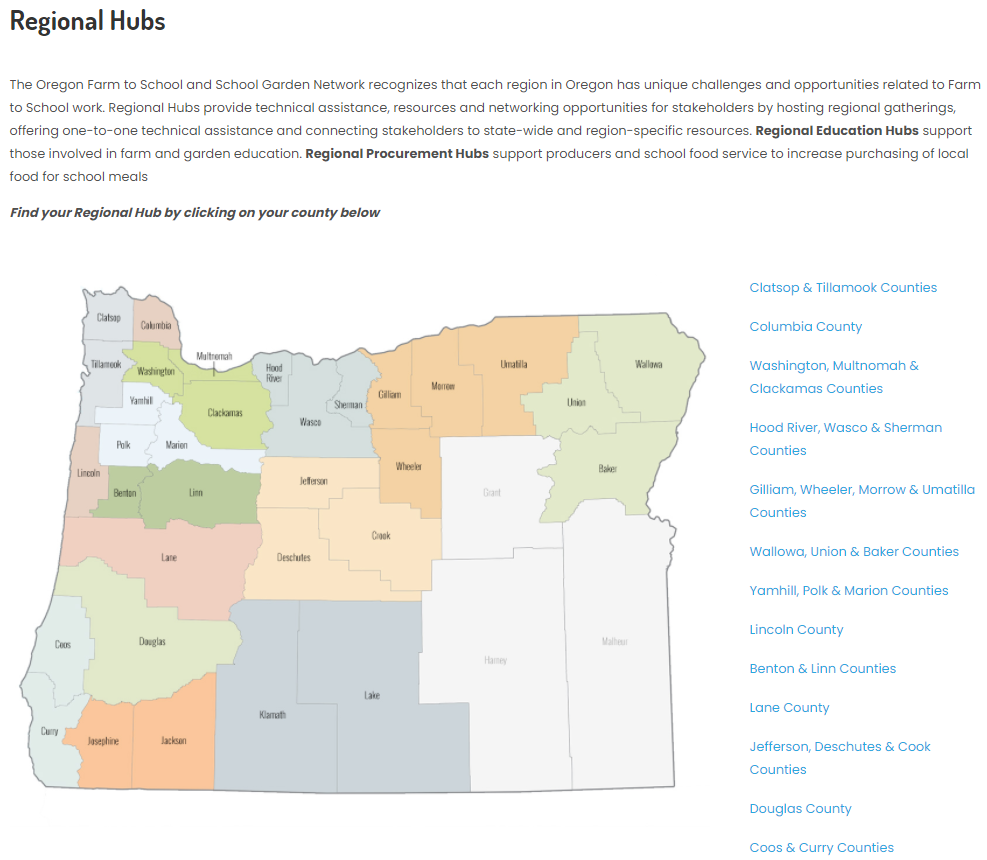 Regional Hubs
The Oregon Farm to School and School Garden Network recognizes that each region in Oregon has unique challenges and opportunities related to Farm
to School work. Regional Hubs provide technical assistance, resources and networking opportunities for stakeholders by hosting regional gatherings,
offering one-to-one technical assistance and connecting stakeholders to state-wide and region-specific resources. Regional Education Hubs support
those involved in farm and garden education. Regional Procurement Hubs support producers and school food service to increase purchasing of local
food for school meals
Find your Regional Hub by clicking on your county below
Clatsop
Columbia
Tillamook
Washington
Multnomah
Hood
River
Yamhill
Clackamas
Wasco
Sherman
Gilliam
Morrow
Umatilla
Wallowa
Union
Polk
Marion
Lincoln
Benton
Linn
Jefferson
Wheeler
Grant
Baker
Lane
Deschutes
Crook
Coos
Douglas
Harney
Malheur
Curry
Josephine
Jackson
Klamath
Lake
Clatsop & Tillamook Counties
Columbia County
Washington, Multnomah &
Clackamas Counties
Hood River, Wasco & Sherman
Counties
Gilliam, Wheeler, Morrow & Umatilla
Counties
Wallowa, Union & Baker Counties
Yamhill, Polk & Marion Counties
Lincoln County
Benton & Linn Counties
Lane County
Jefferson, Deschutes & Cook
Counties
Douglas County
Coos & Curry Counties